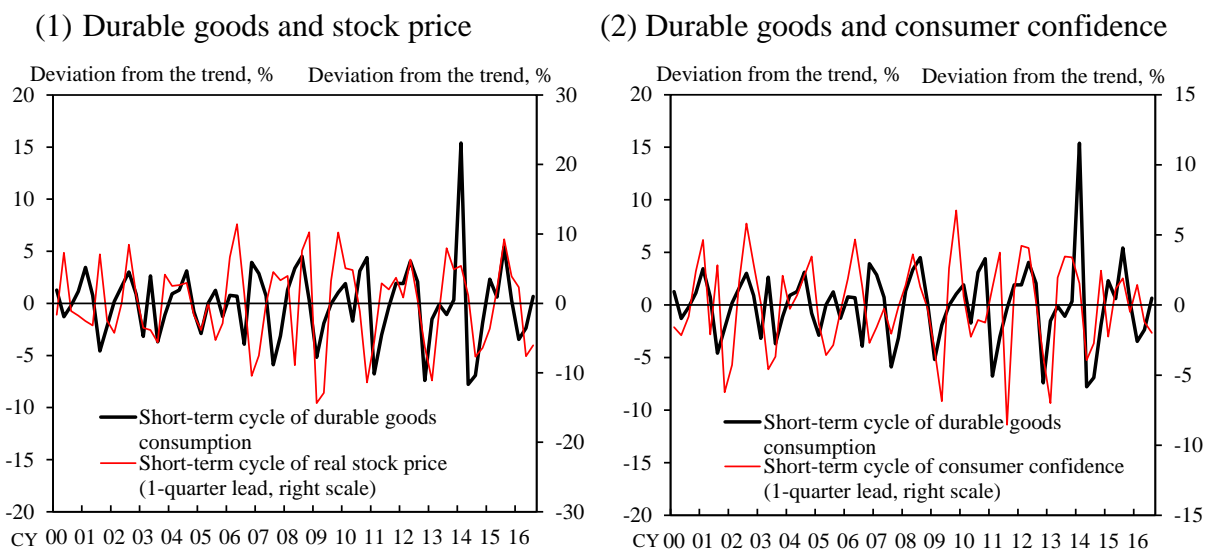 (1) Durable goods and stock price
Deviation from the trend, %
Deviation from the trend, %
20
15
10
5
0
-5
-10
-15
-20
30
20
10
0
-10
-20
-30
Short-term cycle of durable goods
consumption
Short-term cycle of real stock price
(1-quarter lead, right scale)
CY 00 01 02 03 04 05 06 07 08 09 10 11 12 13 14 15 16
(2) Durable goods and consumer confidence
Deviation from the trend, %
Deviation from the trend, %
20
15
10
5
0
-5
-10
-15
-20
15
10
5
0
-5
-10
-15
Short-term cycle of durable goods
consumption
Short-term cycle of consumer confidence
(1-quarter lead, right scale)
CY 00 01 02 03 04 05 06 07 08 09 10 11 12 13 14 15 16